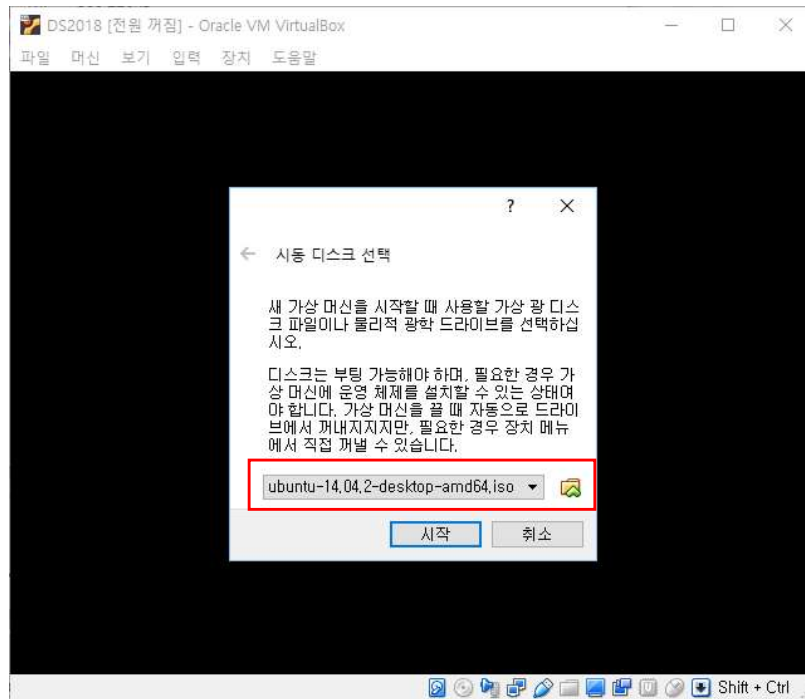 DS2018 [전원 꺼짐] - Oracle VM VirtualBox
파일 머신 보기 입력 장치 도움말
?
시동 디스크 선택
새 가상 머신을 시작할 때 사용할 가상 광 디스
크 파일이나 물리적 광학 드라이브를 선택하십
시오.
디스크는 부팅 가능해야 하며, 필요한 경우 가
상 머신에 운영 체제를 설치할 수 있는 상태여
야 합니다. 가상 머신을 끌 때 자동으로 드라이
브에서 꺼내지지지만, 필요한 경우 장치 메뉴
에서 직접 꺼낼 수 있습니다.
ubuntu-14.04.2-desktop-amd64.iso
시작 취소
Shift + Ctrl